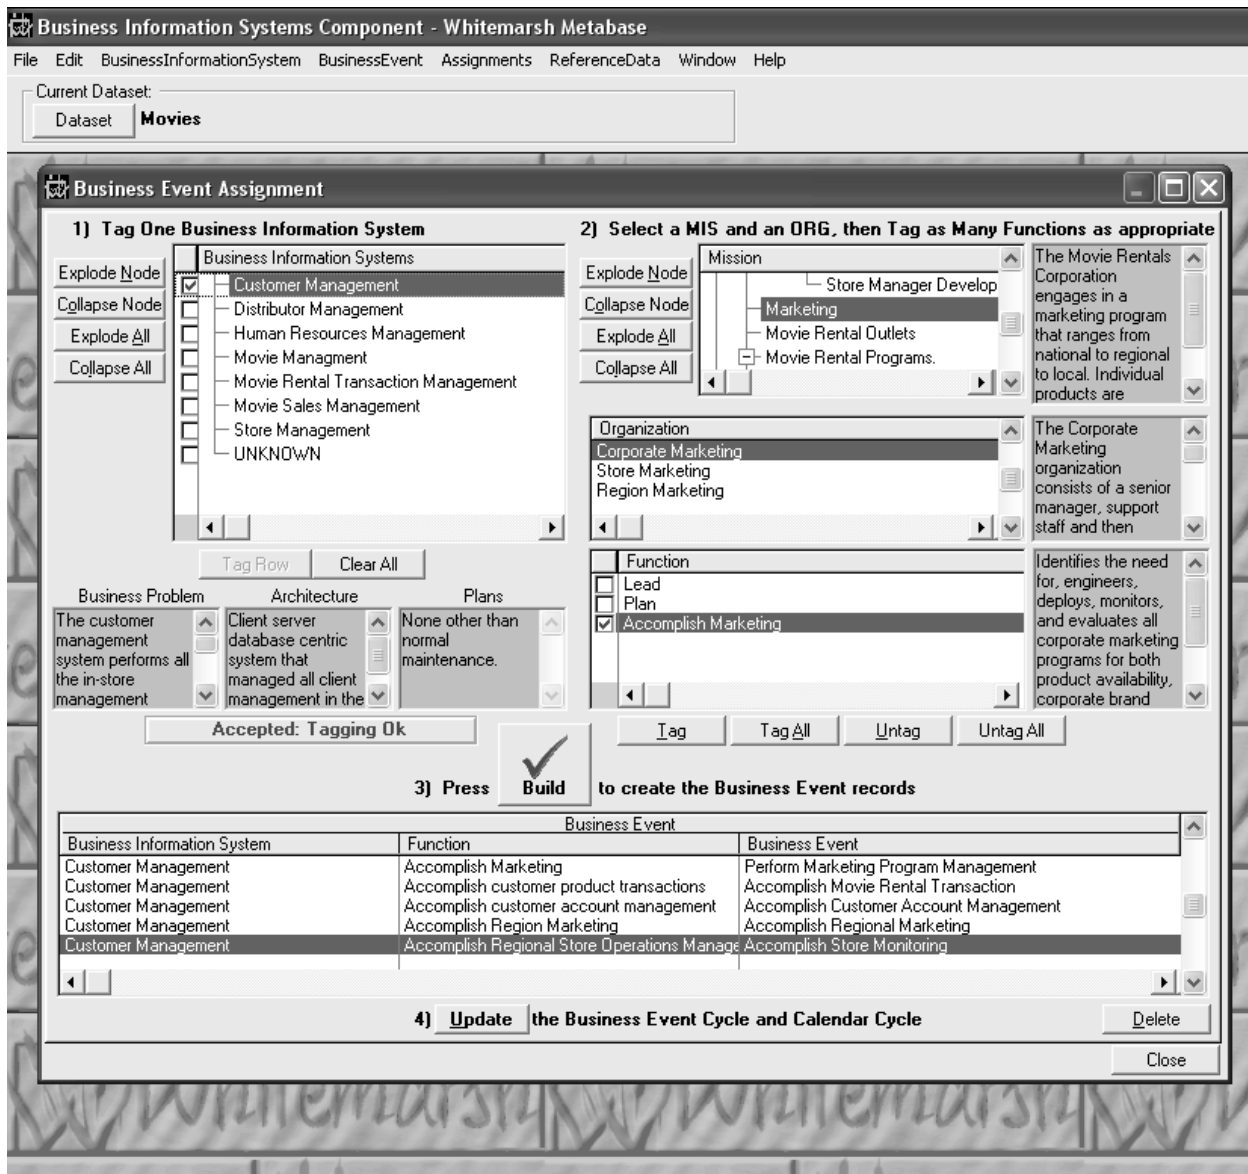 Business Information Systems Component - Whitemarsh Metabase
File Edit BusinessInformationSystem BusinessEvent Assignments ReferenceData Window Help
Current Dataset:
Dataset Movies
Business Event Assignment
1) Tag One Business Information System
Explode Node
Collapse Node
Explode All
Collapse All
Business Information Systems
Customer Management
Distributor Management
Human Resources Management
Movie Managment
Movie Rental Transaction Management
Movie Sales Management
Store Management
UNKNOWN
Tag Row Clear All
Business Problem
The customer
management
system performs all
the in-store
management
Architecture
Client server
database centric
system that
managed all client
management in the
Plans
None other than
normal
maintenance.
Accepted: Tagging Ok
2) Select a MIS and an ORG, then Tag as Many Functions as appropriate
Explode Node
Collapse Node
Explode All
Collapse All
Mission
Store Manager Develop
Marketing
Movie Rental Outlets
Movie Rental Programs.
The Movie Rentals
Corporation
engages in a
marketing program
that ranges from
national to regional
to local. Individual
products are
Organization
Corporate Marketing
Store Marketing
Region Marketing
The Corporate
Marketing
organization
consists of a senior
manager, support
staff and then
Function
Lead
Plan
Accomplish Marketing
Identifies the need
for, engineers,
deploys, monitors,
and evaluates all
corporate marketing
programs for both
product availability,
corporate brand
Tag Tag All Untag Untag All
3) Press Build to create the Business Event records
Business Event
Business Information System Function Business Event
Customer Management Accomplish Marketing Perform Marketing Program Management
Customer Management Accomplish customer product transactions Accomplish Movie Rental Transaction
Customer Management Accomplish customer account management Accomplish Customer Account Management
Customer Management Accomplish Region Marketing Accomplish Regional Marketing
Customer Management Accomplish Regional Store Operations Manage Accomplish Store Monitoring
4) Update the Business Event Cycle and Calendar Cycle
Delete
Close
Whitemarsh Whitemarsh